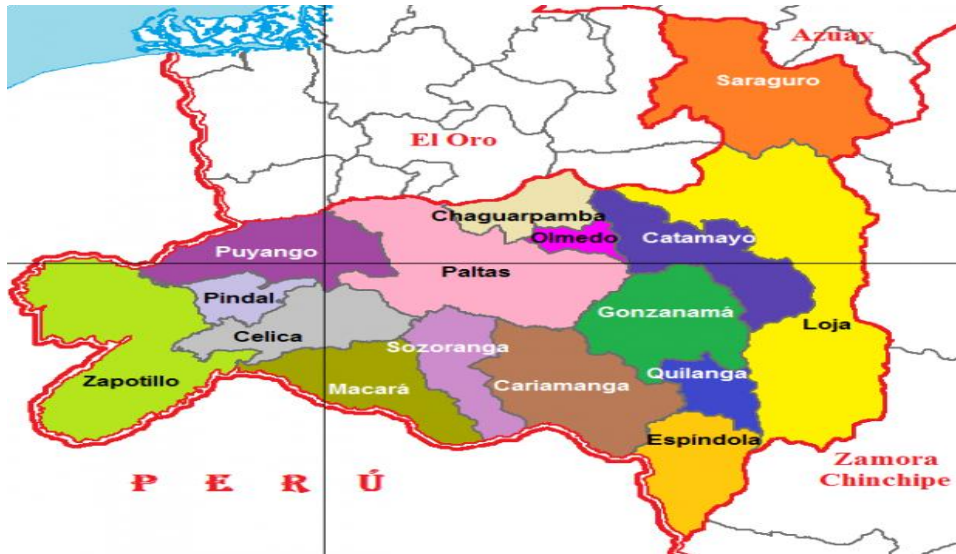 Azuay
Saraguro
El Oro
Chaguarpamba
Olmedo
Catamayo
Puyango
Paltas
Pindal
Gonzanamá
Loja
Celica
Sozoranga
Zapotillo
Macará
Cariamanga
Quilanga
Espíndola
Zamora
Chinchipe
PERÚ